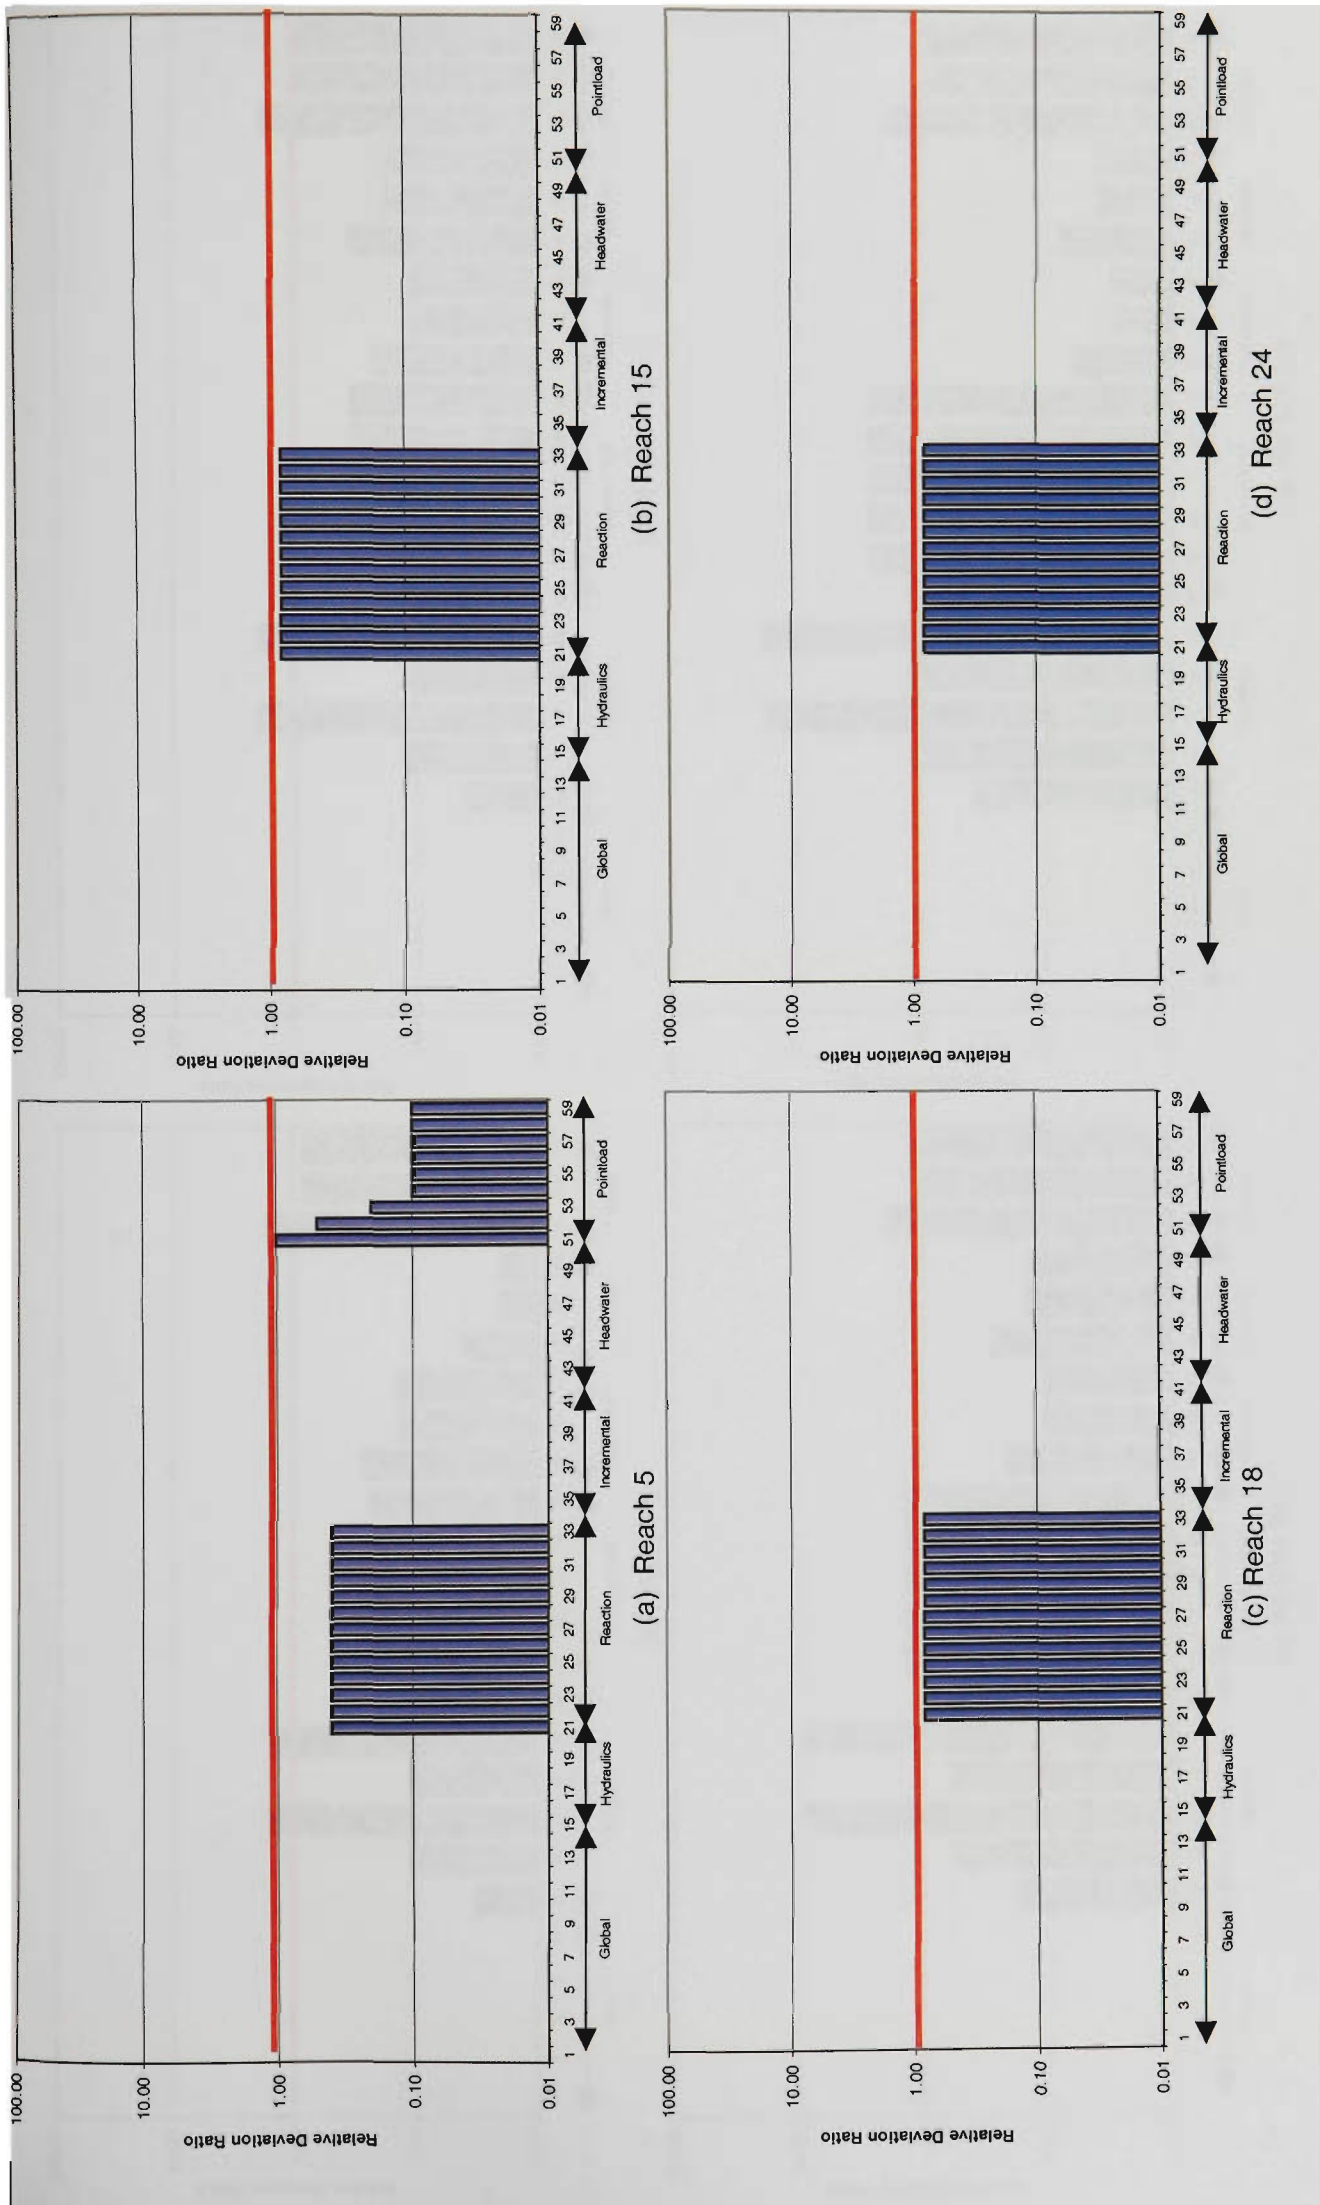 100.00
10.00
1.00
0.10
0.01
Relative Deviation Ratio
1 3 5 7 9 11 13 15 17 19 21 23 25 27 29 31 33 35 37 39 41 43 45 47 49 51 53 55 57 59
Global Hydraulics Reaction Incremental Headwater Pointload
(a) Reach 5
100.00
10.00
1.00
0.10
0.01
Relative Deviation Ratio
1 3 5 7 9 11 13 15 17 19 21 23 25 27 29 31 33 35 37 39 41 43 45 47 49 51 53 55 57 59
Global Hydraulics Reaction Incremental Headwater Pointload
(b) Reach 15
100.00
10.00
1.00
0.10
0.01
Relative Deviation Ratio
1 3 5 7 9 11 13 15 17 19 21 23 25 27 29 31 33 35 37 39 41 43 45 47 49 51 53 55 57 59
Global Hydraulics Reaction Incremental Headwater Pointload
(c) Reach 18
100.00
10.00
1.00
0.10
0.01
Relative Deviation Ratio
1 3 5 7 9 11 13 15 17 19 21 23 25 27 29 31 33 35 37 39 41 43 45 47 49 51 53 55 57 59
Global Hydraulics Reaction Incremental Headwater Pointload
(d) Reach 24